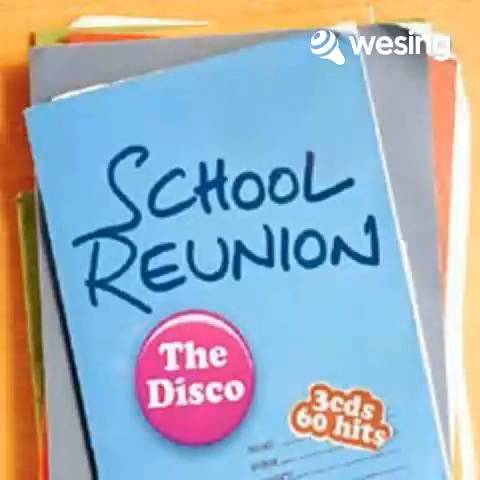 wesing
SCHOOL
REUNION
The
Disco
3cds
60 hits